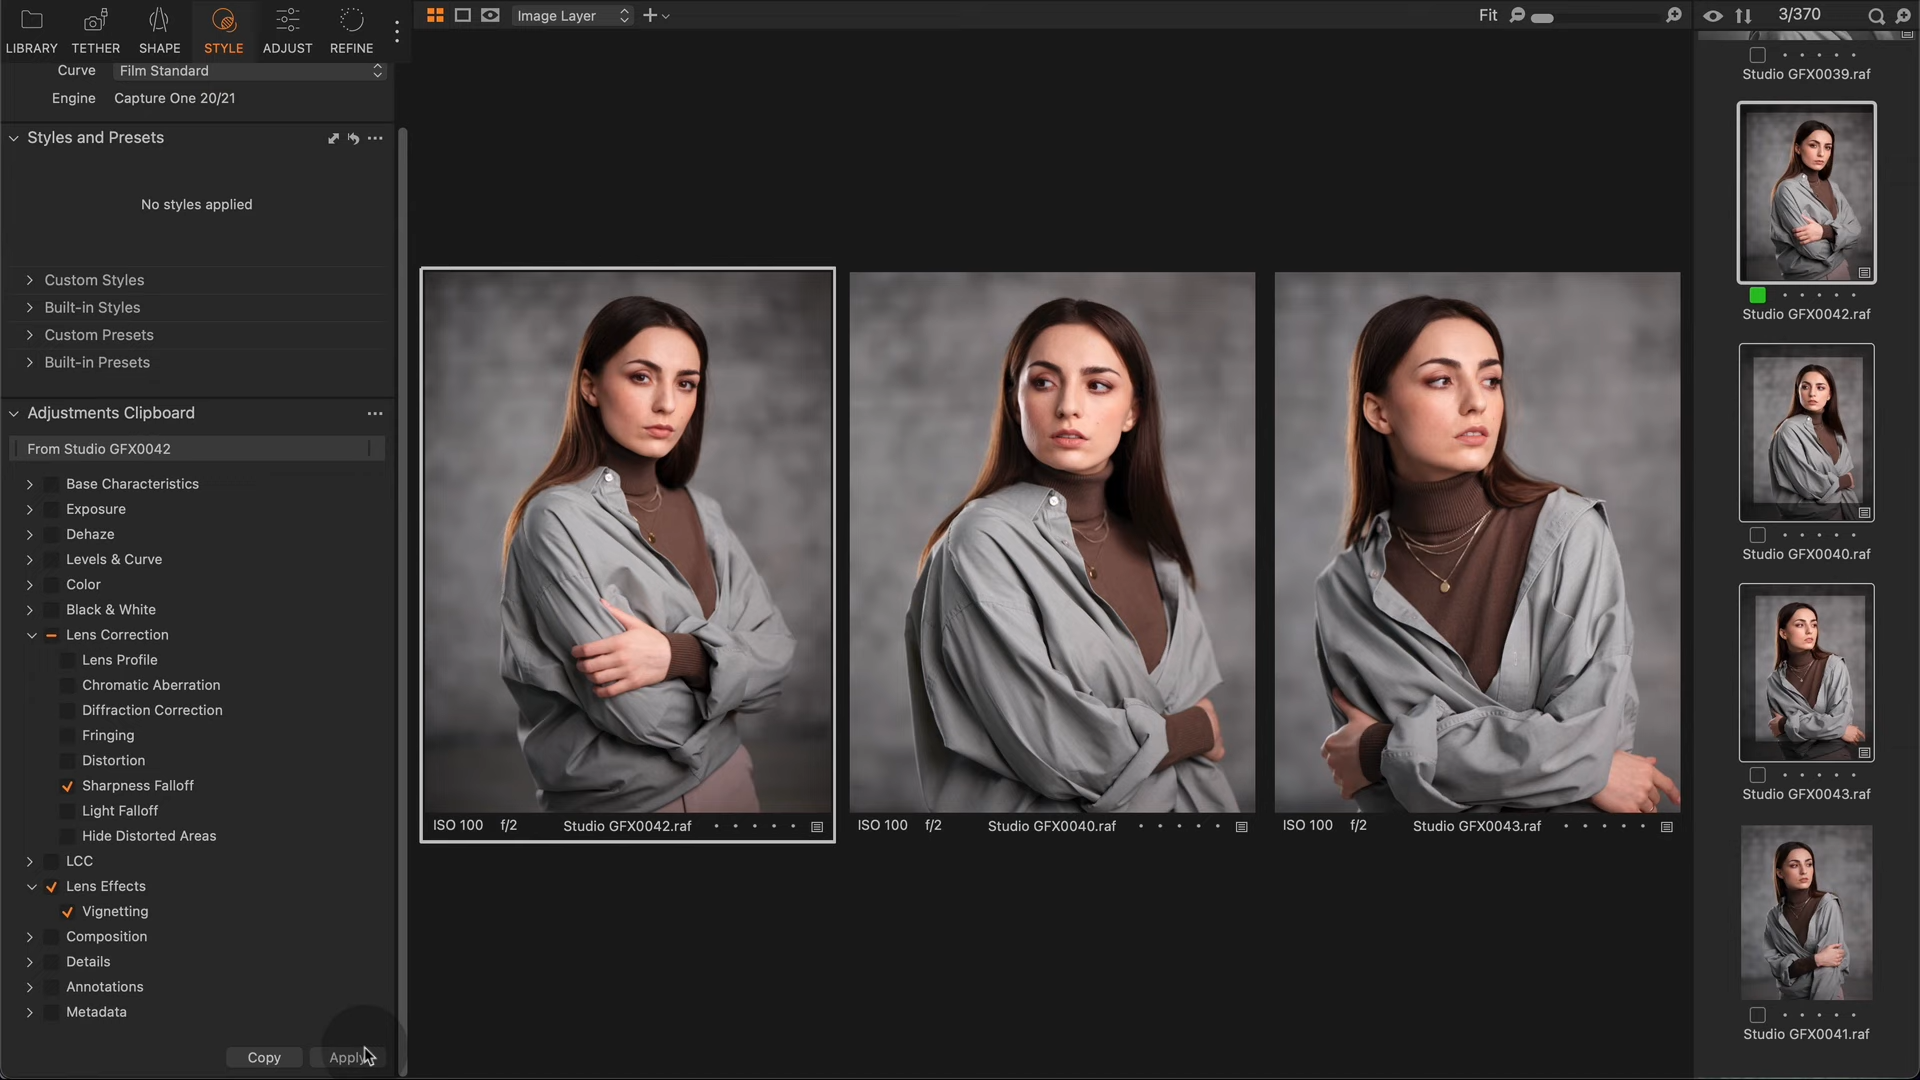 LIBRARY TETHER SHAPE STYLE ADJUST REFINE
Image Layer
Fit
3/370
Curve Film Standard
Engine Capture One 20/21
Styles and Presets
No styles applied
Custom Styles
Built-in Styles
Custom Presets
Built-in Presets
Adjustments Clipboard
From Studio GFX0042
Base Characteristics
Exposure
Dehaze
Levels & Curve
Color
Black & White
Lens Correction
Lens Profile
Chromatic Aberration
Diffraction Correction
Fringing
Distortion
Sharpness Falloff
Light Falloff
Hide Distorted Areas
LCC
Lens Effects
Vignetting
Composition
Details
Annotations
Metadata
Copy Apply
ISO 100 f/2 Studio GFX0042.raf
ISO 100 f/2 Studio GFX0040.raf
ISO 100 f/2 Studio GFX0043.raf
Studio GFX0039.raf
Studio GFX0042.raf
Studio GFX0040.raf
Studio GFX0043.raf
Studio GFX0041.raf